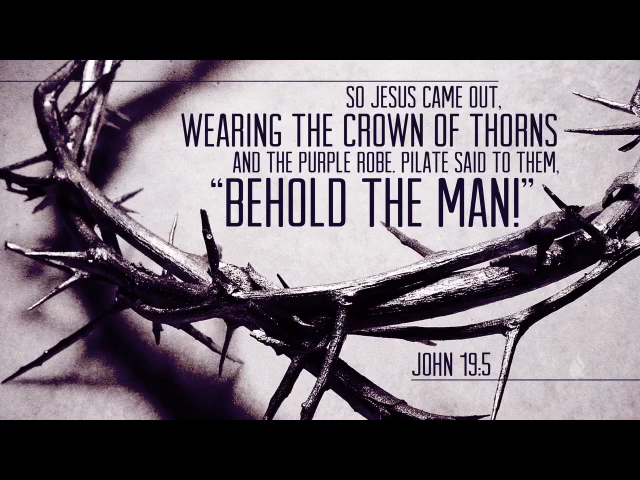 SO JESUS CAME OUT,
WEARING THE CROWN OF THORNS
AND THE PURPLE ROBE. PILATE SAID TO THEM,
“BEHOLD THE MAN!”
JOHN 19:5